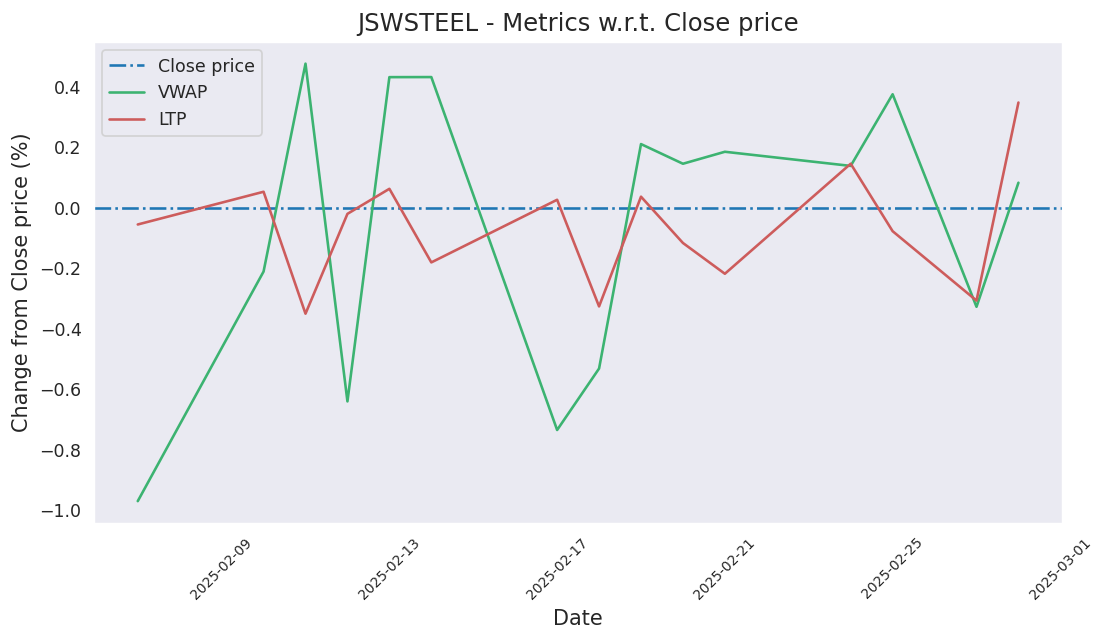 JSWSTEEL - Metrics w.r.t. Close price
Close price
VWAP
LTP
Change from Close price (%)
0.4
0.2
0.0
−0.2
−0.4
−0.6
−0.8
−1.0
2025-02-09
2025-02-13
2025-02-17
2025-02-21
2025-02-25
2025-03-01
Date